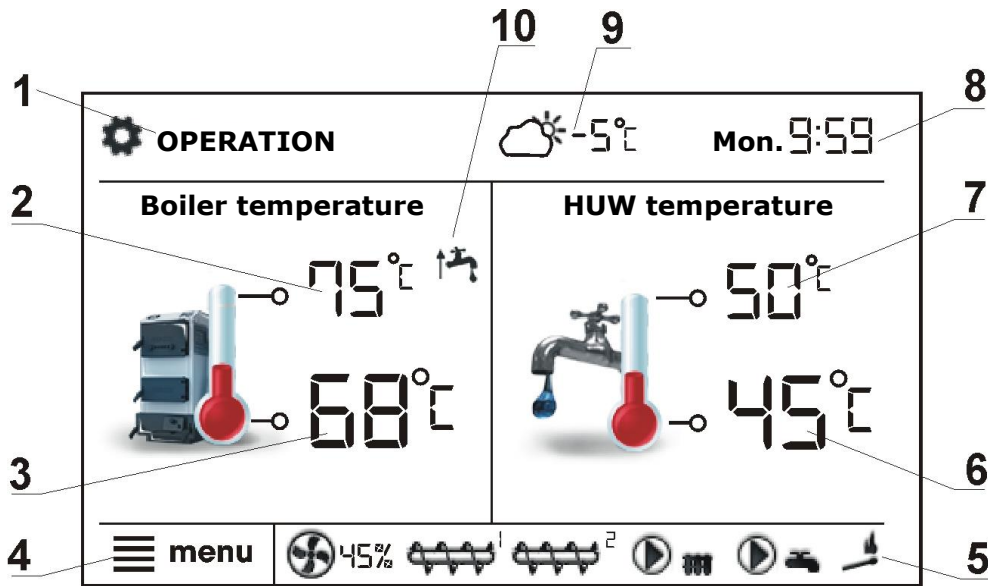 10 9
1 8
OPERATION -5°C Mon. 9:59
2 Boiler temperature HUW temperature 7
75°C 50°C
68°C 45°C
3 6
4 menu 45% 1 2 5